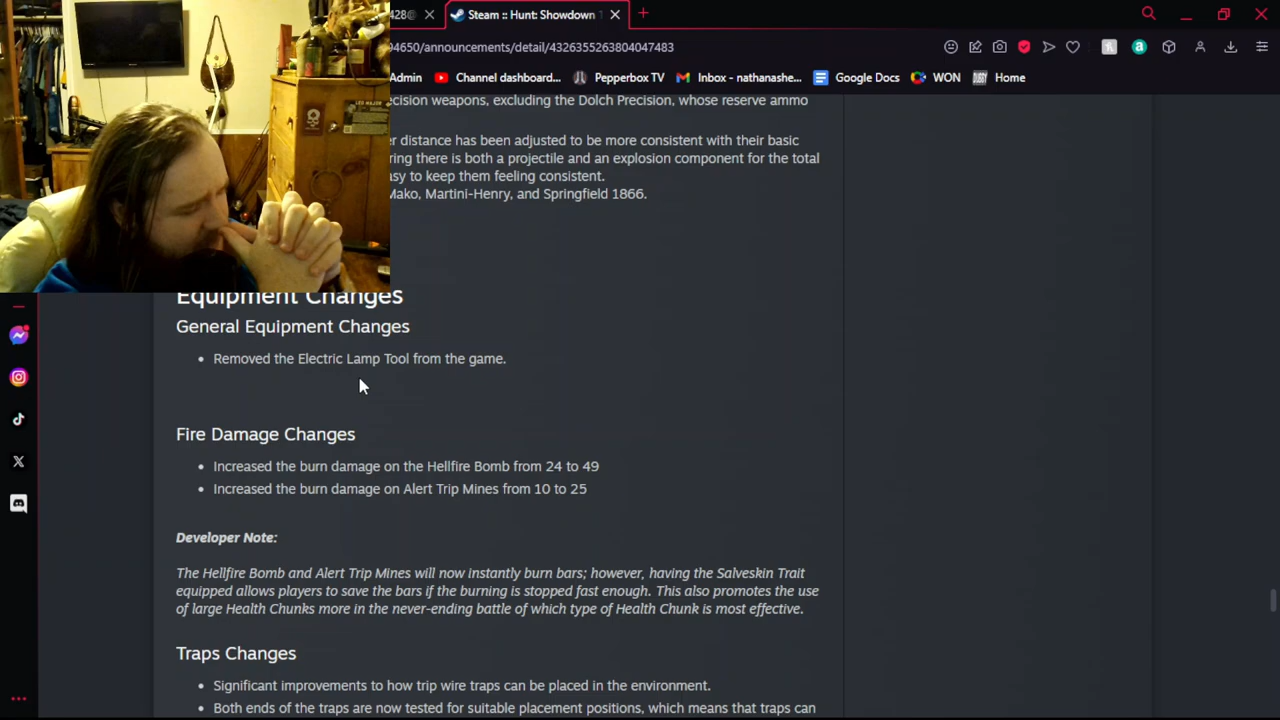 428@
Steam :: Hunt: Showdown 1
94650/announcements/detail/4326355263804047483
Admin
Channel dashboard...
Pepperbox TV
Inbox - nathanashe...
Google Docs
WON
Home
cision weapons, excluding the Dolch Precision, whose reserve ammo
er distance has been adjusted to be more consistent with their basic
ring there is both a projectile and an explosion component for the total
asy to keep them feeling consistent.
Mako, Martini-Henry, and Springfield 1866.
Equipment Changes
General Equipment Changes
• Removed the Electric Lamp Tool from the game.
Fire Damage Changes
• Increased the burn damage on the Hellfire Bomb from 24 to 49
• Increased the burn damage on Alert Trip Mines from 10 to 25
Developer Note:
The Hellfire Bomb and Alert Trip Mines will now instantly burn bars; however, having the Salveskin Trait
equipped allows players to save the bars if the burning is stopped fast enough. This also promotes the use
of large Health Chunks more in the never-ending battle of which type of Health Chunk is most effective.
Traps Changes
• Significant improvements to how trip wire traps can be placed in the environment.
• Both ends of the traps are now tested for suitable placement positions, which means that traps can